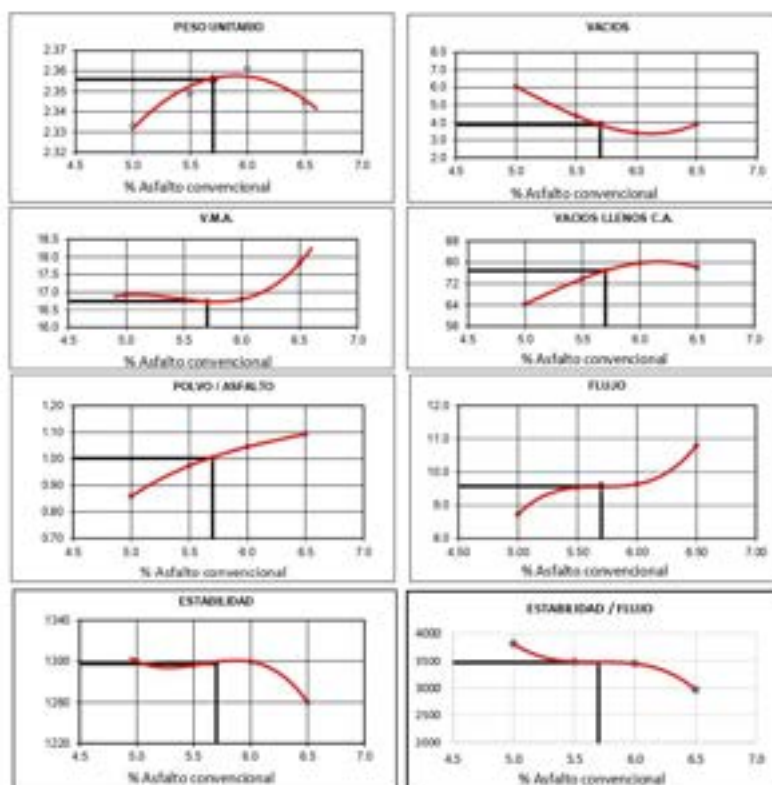 PESO UNITARIO
2.37
2.36
2.35
2.34
2.33
2.32
4.5 5.0 5.5 6.0 6.5 7.0
% Asfalto convencional
VACIOS
8.0
7.0
6.0
5.0
4.0
3.0
2.0
4.5 5.0 5.5 6.0 6.5 7.0
% Asfalto convencional
V.M.A.
18.5
18.0
17.5
17.0
16.5
16.0
4.5 5.0 5.5 6.0 6.5 7.0
% Asfalto convencional
VACIOS LLENOS C.A.
88
80
72
64
56
4.5 5.0 5.5 6.0 6.5 7.0
% Asfalto convencional
POLVO / ASFALTO
1.20
1.10
1.00
0.90
0.80
0.70
4.5 5.0 5.5 6.0 6.5 7.0
% Asfalto convencional
FLUJO
12.0
11.0
10.0
9.0
8.0
4.50 5.00 5.50 6.00 6.50 7.00
% Asfalto convencional
ESTABILIDAD
1340
1300
1260
1220
4.5 5.0 5.5 6.0 6.5 7.0
% Asfalto convencional
ESTABILIDAD / FLUJO
4000
3500
3000
2500
2000
4.5 5.0 5.5 6.0 6.5 7.0
% Asfalto convencional